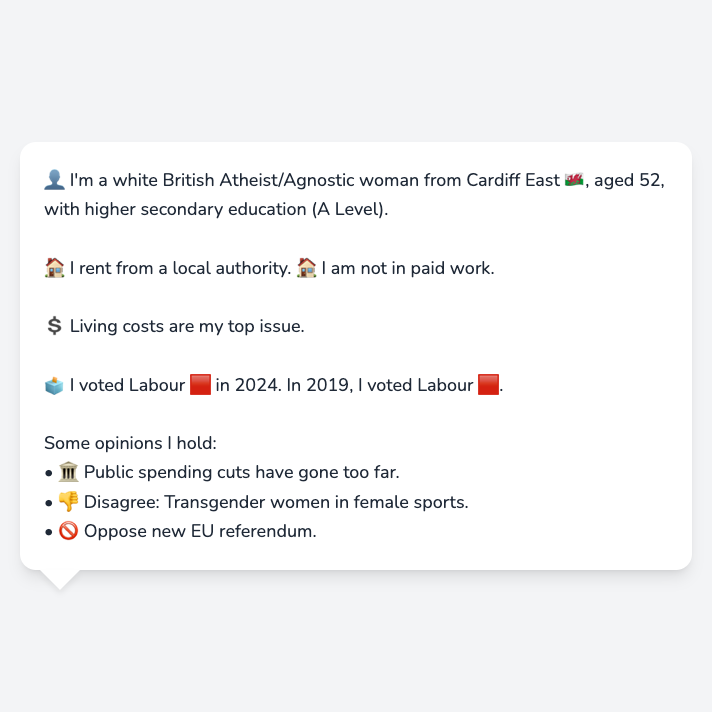 👤 I'm a white British Atheist/Agnostic woman from Cardiff East 🏴󠁧󠁢󠁷󠁬󠁳󠁿, aged 52,
with higher secondary education (A Level).
🏠 I rent from a local authority. 🏠 I am not in paid work.
💲 Living costs are my top issue.
🗳️ I voted Labour 🟥 in 2024. In 2019, I voted Labour 🟥.
Some opinions I hold:
• 🏛️ Public spending cuts have gone too far.
• 👎 Disagree: Transgender women in female sports.
• 🚫 Oppose new EU referendum.